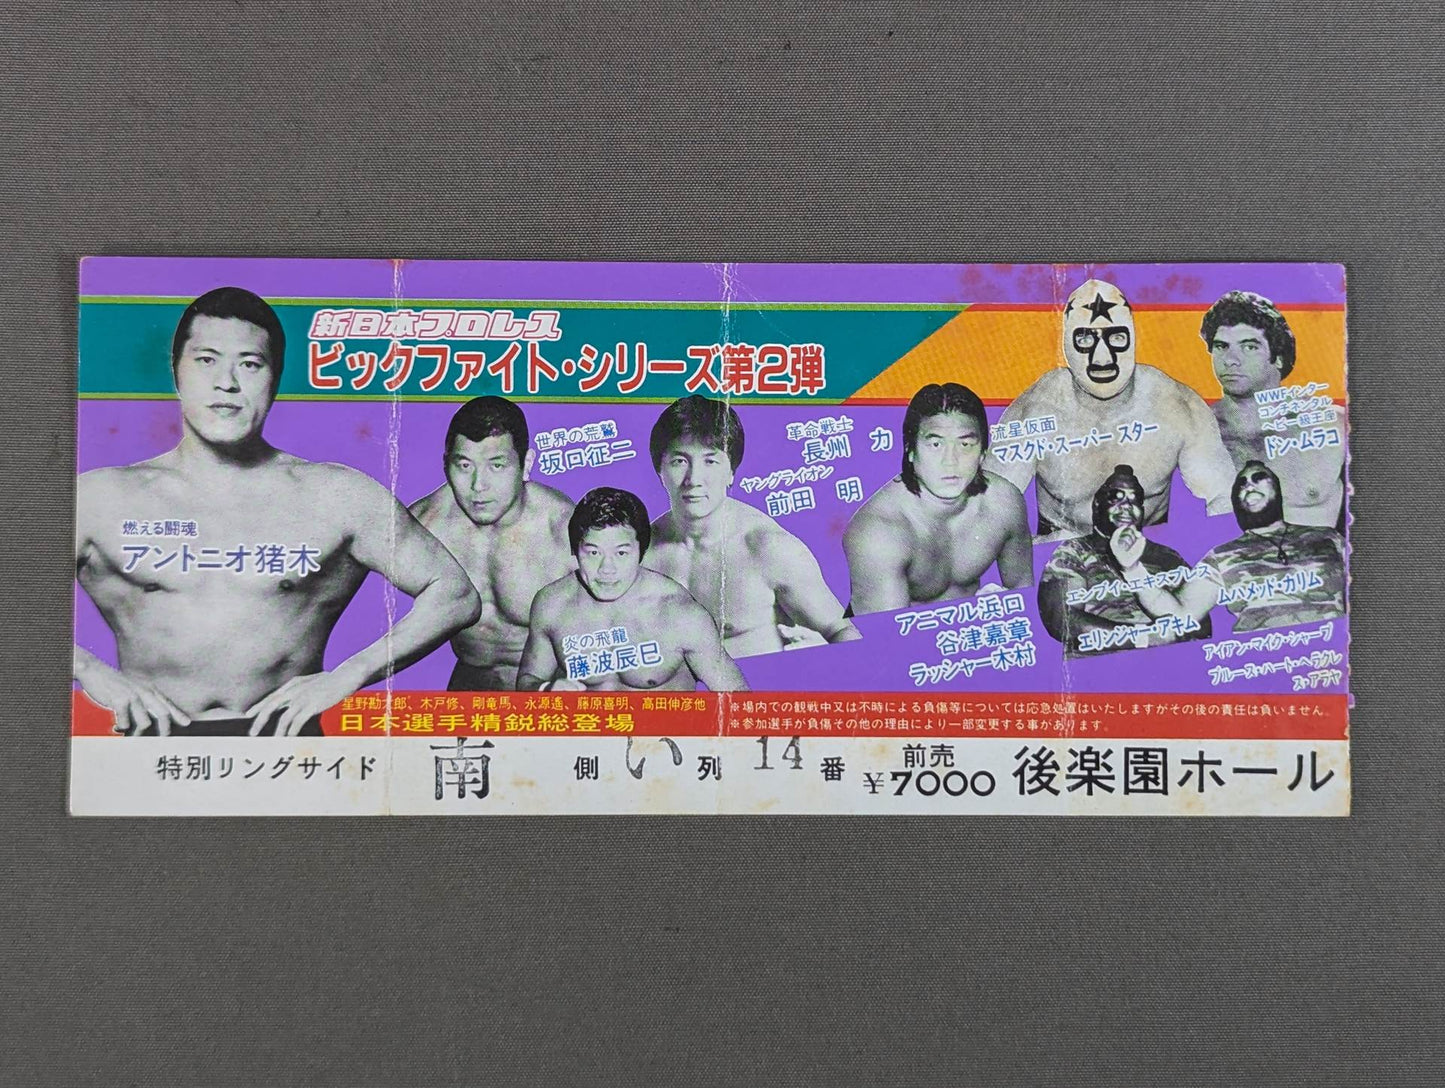 新日本プロレス
ビックファイト・シリーズ第2弾
燃える闘魂
アントニオ猪木
世界の荒鷲
坂口征二
炎の飛龍
藤波辰巳
ヤングライオン
前田 明
革命戦士
長州 力
流星仮面
マスクド・スーパー スター
WWFインター
コンチネンタル
ヘビー級王座
ドン・ムラコ
アニマル浜口
谷津嘉章
ラッシャー木村
エンブイ・エキスプレス
エリンジャー・アキム
ムハメッド・カリム
アイアン・マイク・シャープ
ブルース・ハート・ヘラクレ
ス・アラヤ
星野勘太郎、木戸修、剛竜馬、永源遙、藤原喜明、高田伸彦他
日本選手精鋭総登場
※場内での観戦中又は不時による負傷等については応急処置はいたしますがその後の責任は負いません。
※参加選手が負傷その他の理由により一部変更する事があります。
特別リングサイド 南 側 い 列 14 番 前売 ¥7000 後楽園ホール